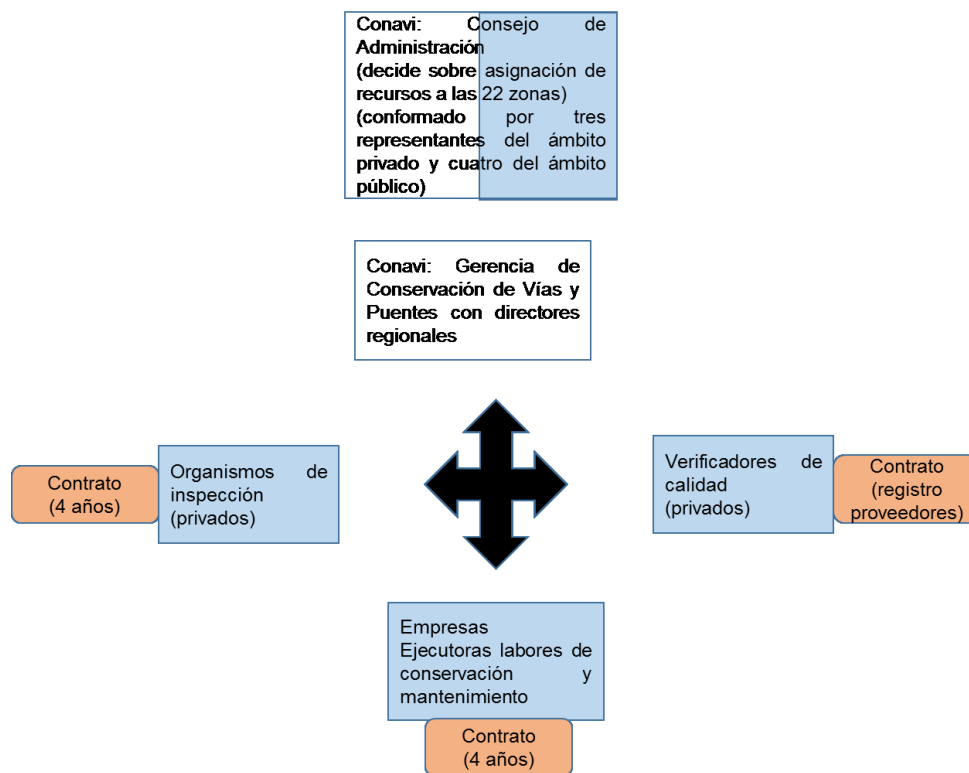 Conavi: Consejo de
Administración
(decide sobre asignación de
recursos a las 22 zonas)
(conformado por tres
representantes del ámbito
privado y cuatro del ámbito
público)
Conavi: Gerencia de
Conservación de Vías y
Puentes con directores
regionales
Contrato
(4 años)
Organismos de
inspección
(privados)
Verificadores de
calidad
(privados)
Contrato
(registro
proveedores)
Empresas
Ejecutoras labores de
conservación y
mantenimiento
Contrato
(4 años)